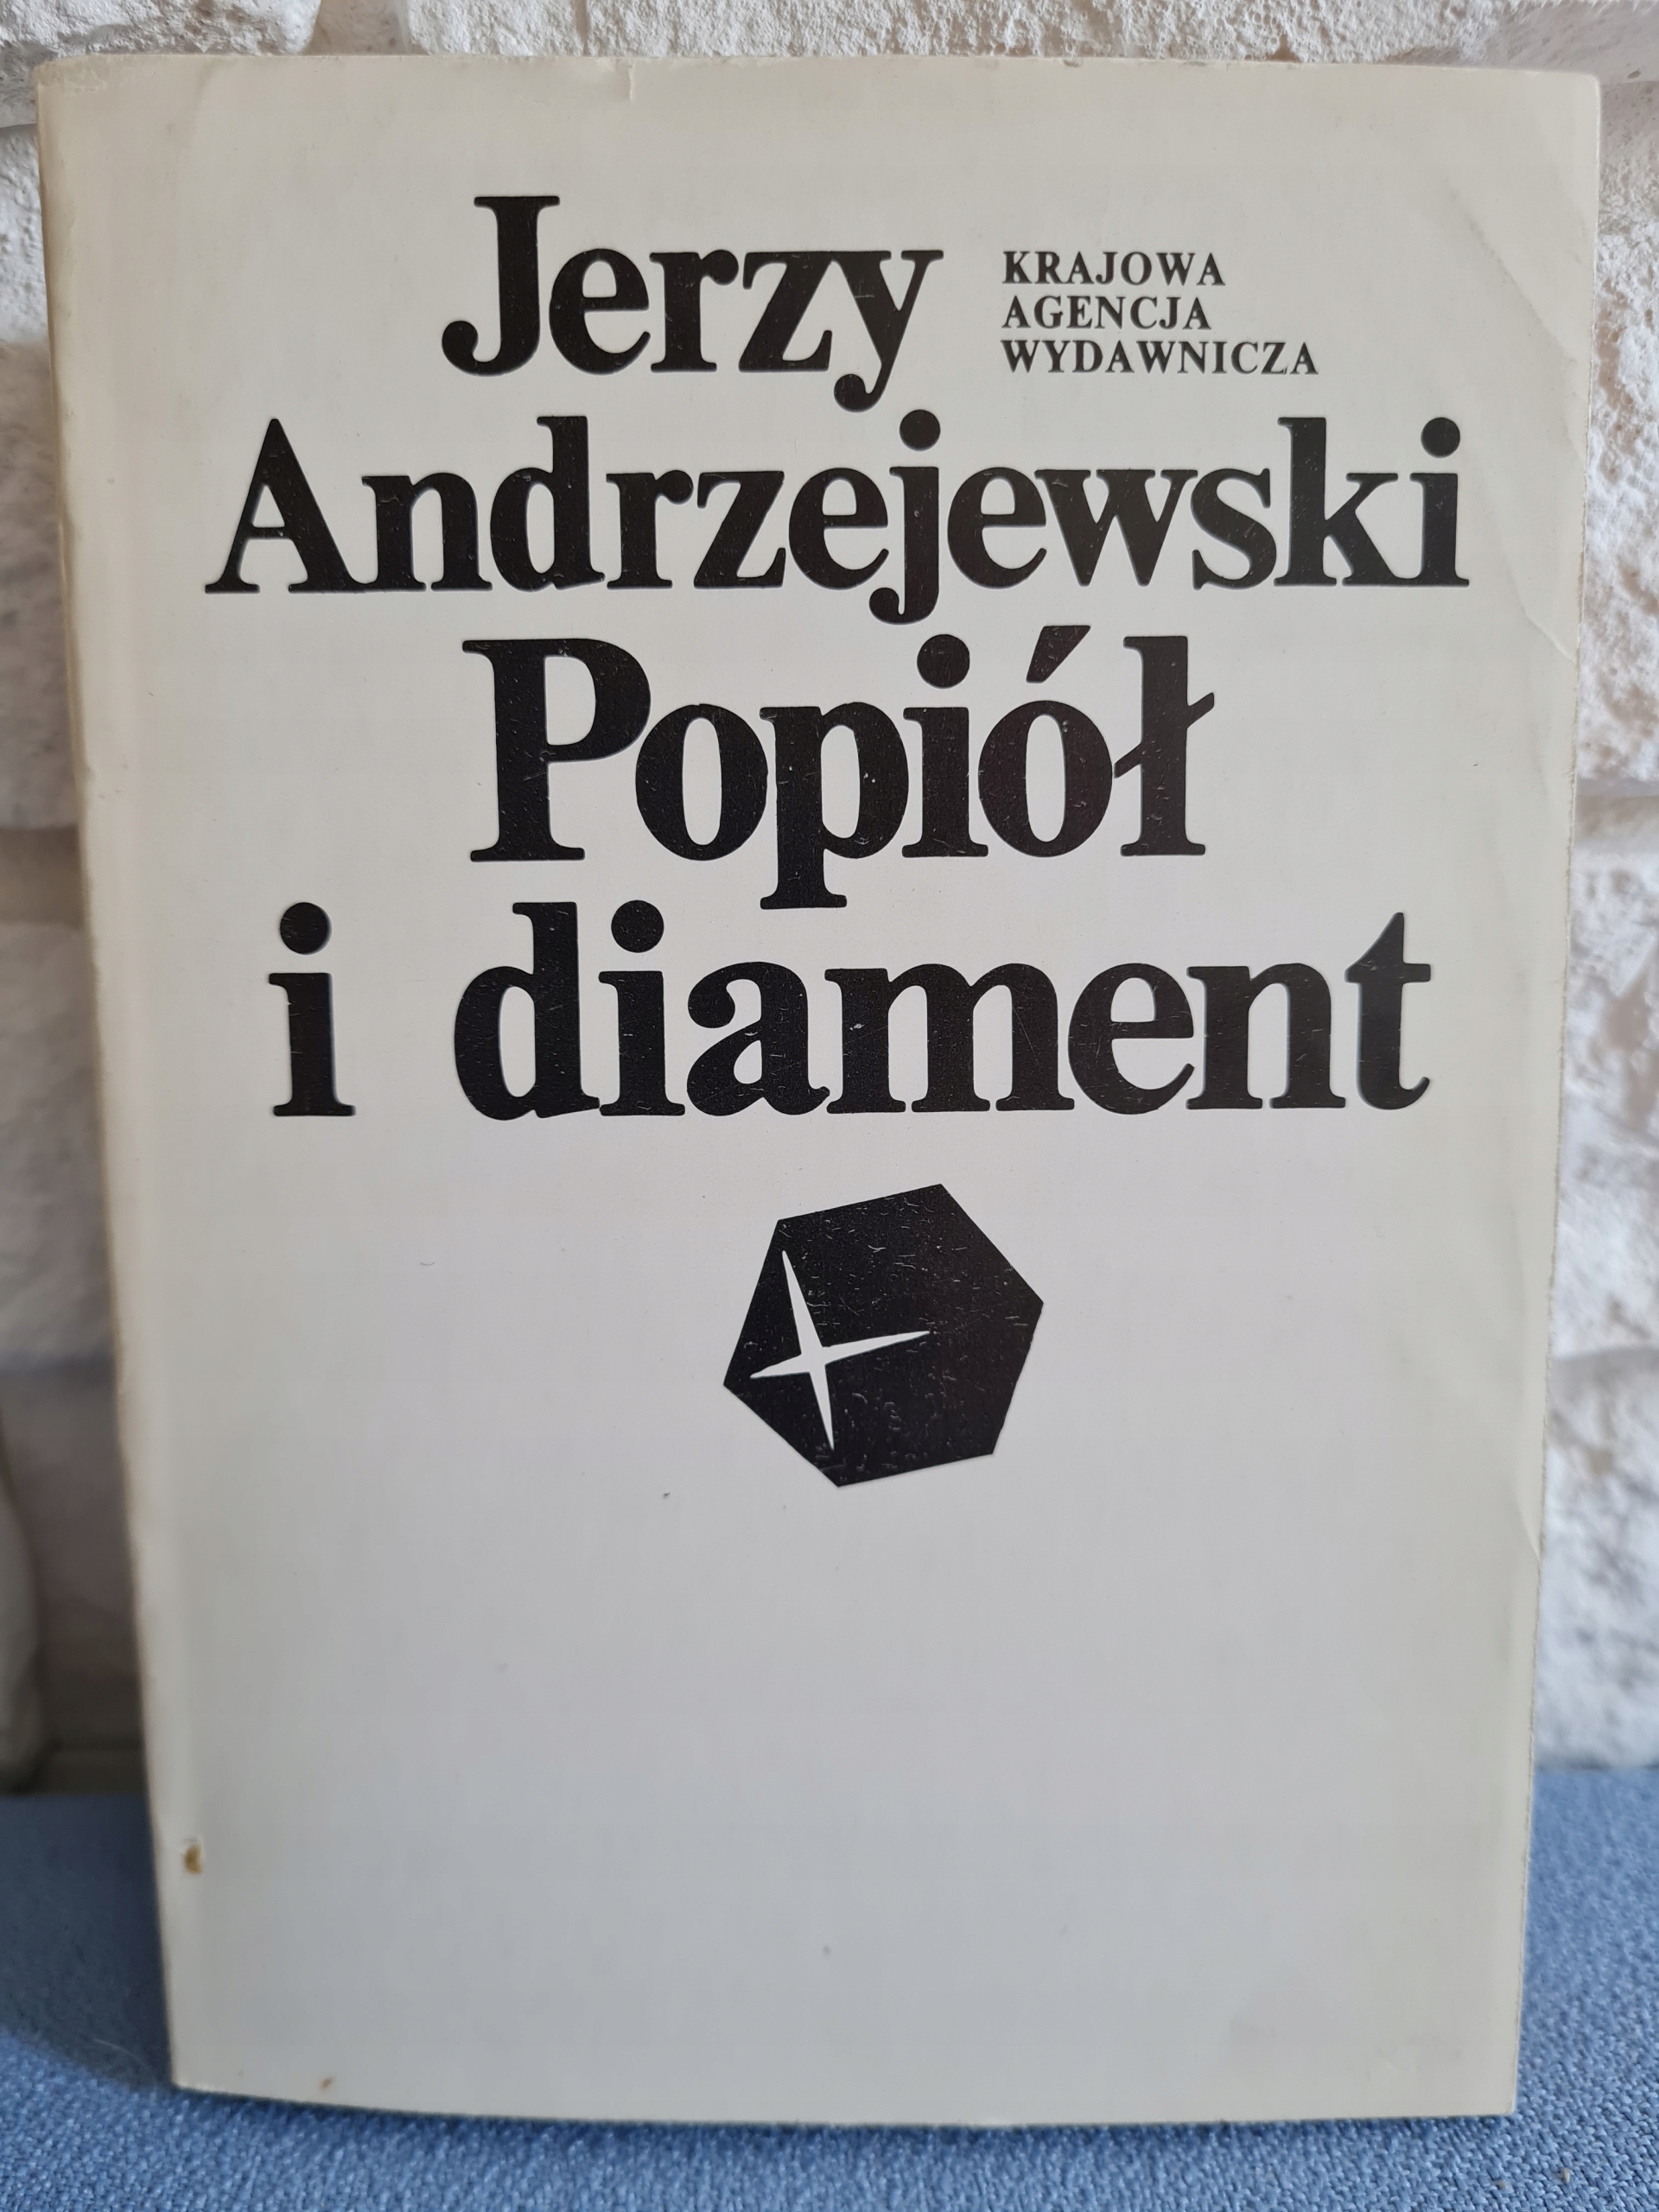 Jerzy
KRAJOWA
AGENCJA
WYDAWNICZA
Andrzejewski
Popiół
i diament